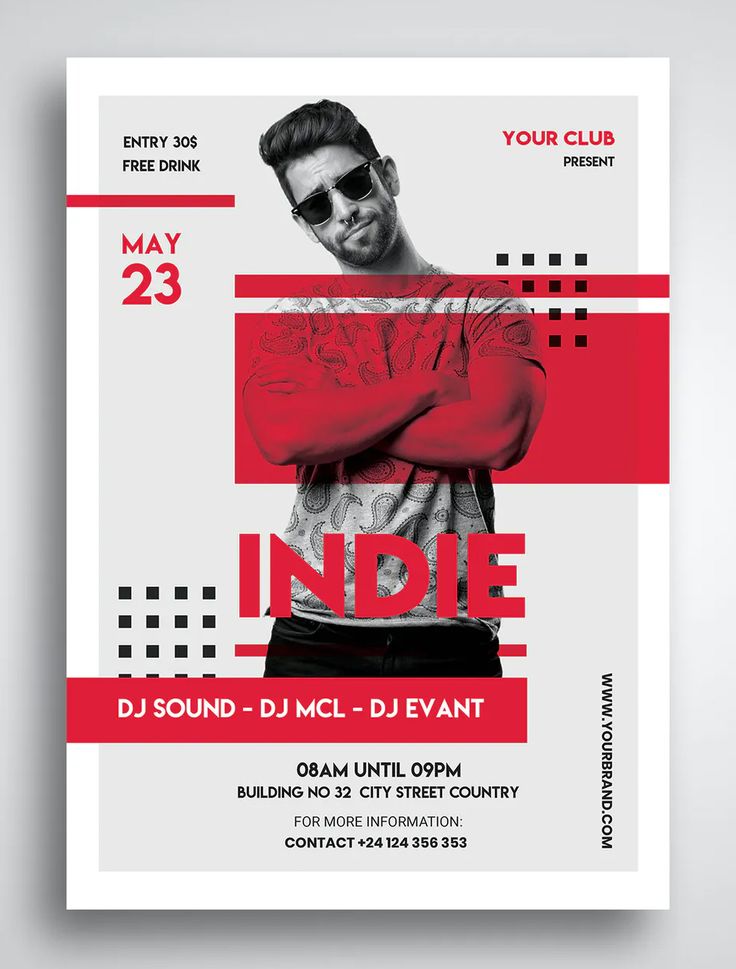 ENTRY 30$
FREE DRINK
YOUR CLUB
PRESENT
MAY
23
INDIE
DJ SOUND - DJ MCL - DJ EVANT
08AM UNTIL 09PM
BUILDING NO 32 CITY STREET COUNTRY
FOR MORE INFORMATION:
CONTACT +24 124 356 353
WWW.YOURBRAND.COM